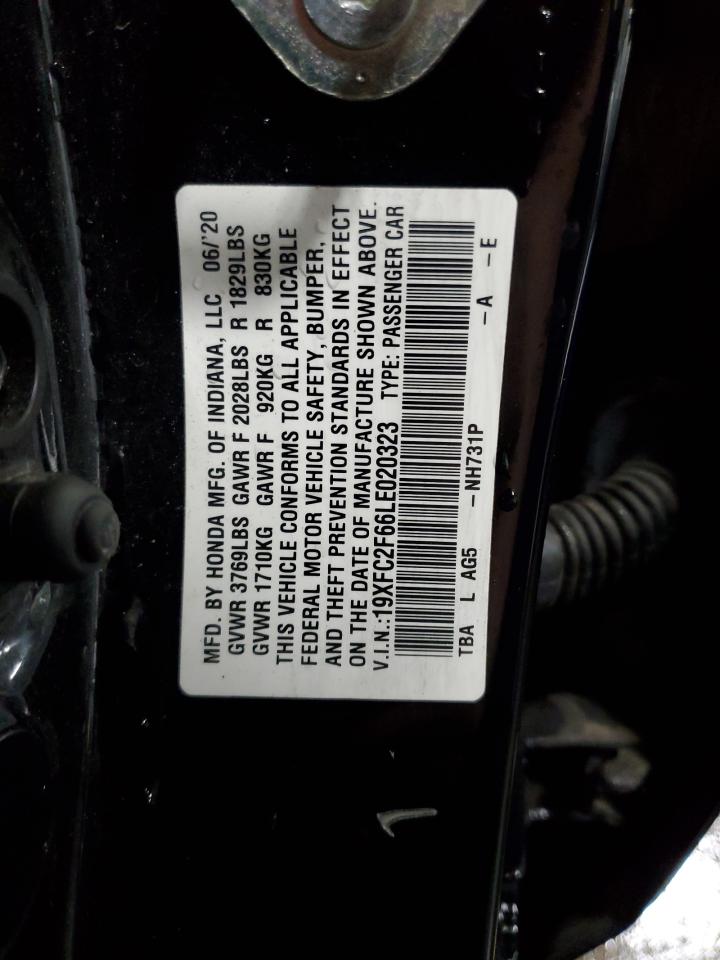 MFD. BY HONDA MFG. OF INDIANA, LLC 06/'20
GVWR 3769LBS GAWR F 2028LBS R 1829LBS
GVWR 1710KG GAWR F 920KG R 830KG
THIS VEHICLE CONFORMS TO ALL APPLICABLE
FEDERAL MOTOR VEHICLE SAFETY, BUMPER,
AND THEFT PREVENTION STANDARDS IN EFFECT
ON THE DATE OF MANUFACTURE SHOWN ABOVE.
V.I.N.:19XFC2F66LE020323 TYPE: PASSENGER CAR
TBA L AG5 -NH731P -A -E